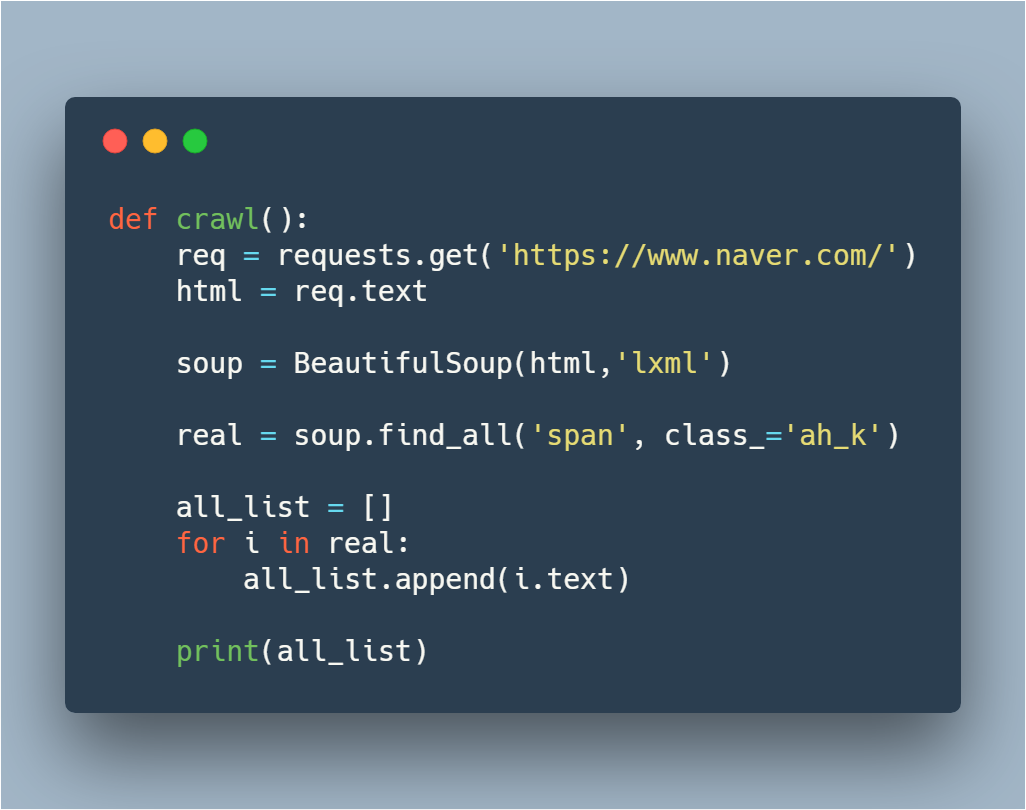 def crawl():
    req = requests.get('https://www.naver.com/')
    html = req.text

    soup = BeautifulSoup(html,'lxml')

    real = soup.find_all('span', class_='ah_k')

    all_list = []
    for i in real:
        all_list.append(i.text)

    print(all_list)